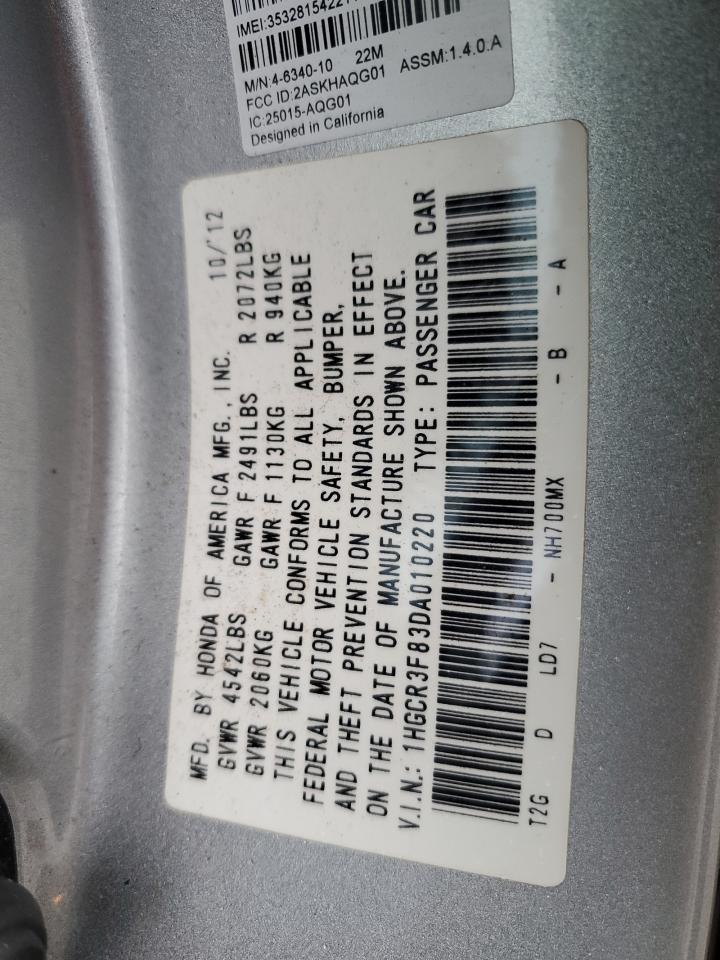 IMEI:35328154221
M/N:4-6340-10 22M
FCC ID:2ASKHAQG01 ASSM:1.4.0.A
IC:25015-AQG01
Designed in California
MFD. BY HONDA OF AMERICA MFG., INC. 10/'12
GVWR 4542LBS GAWR F 2491LBS R 2072LBS
GVWR 2060KG GAWR F 1130KG R 940KG
THIS VEHICLE CONFORMS TO ALL APPLICABLE
FEDERAL MOTOR VEHICLE SAFETY, BUMPER,
AND THEFT PREVENTION STANDARDS IN EFFECT
ON THE DATE OF MANUFACTURE SHOWN ABOVE.
V.I.N.: 1HGCR3F83DA010220 TYPE: PASSENGER CAR
T2G D LD7 - NH700MX - B - A